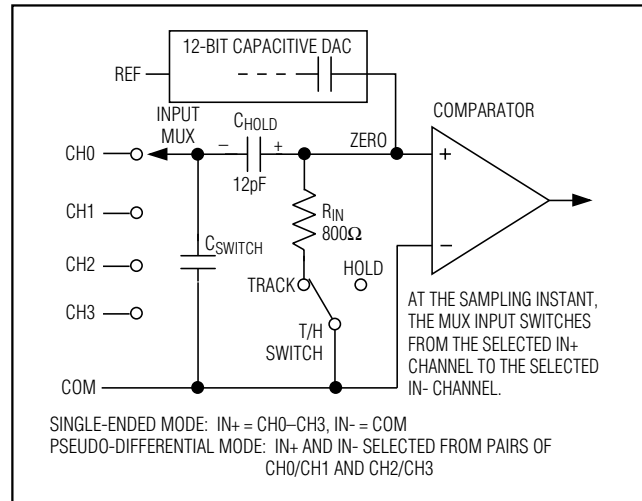 12-BIT CAPACITIVE DAC
REF
COMPARATOR
INPUT
MUX
CHOLD
ZERO
– +
+
CH0
12pF
CH1
RIN
800Ω
CSWITCH
–
CH2
HOLD
TRACK
CH3
T/H
SWITCH
AT THE SAMPLING INSTANT,
THE MUX INPUT SWITCHES
FROM THE SELECTED IN+
CHANNEL TO THE SELECTED
IN- CHANNEL.
COM
SINGLE-ENDED MODE: IN+ = CH0–CH3, IN- = COM
PSEUDO-DIFFERENTIAL MODE: IN+ AND IN- SELECTED FROM PAIRS OF
CH0/CH1 AND CH2/CH3